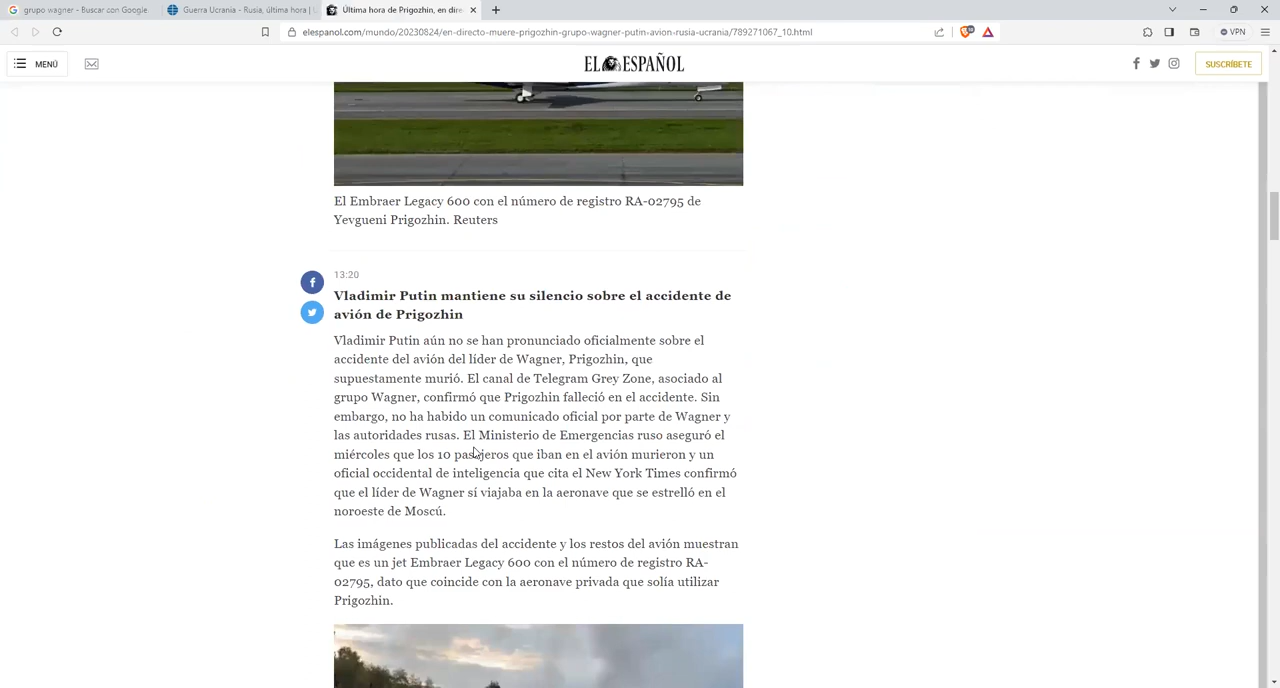 grupo wagner - Buscar con Google
Guerra Ucrania - Rusia, última hora |
Última hora de Prigozhin, en dire
elespanol.com/mundo/20230824/en-directo-muere-prigozhin-grupo-wagner-putin-avion-rusia-ucrania/789271067_10.html
VPN
MENÚ
EL ESPAÑOL
SUSCRÍBETE
El Embraer Legacy 600 con el número de registro RA-02795 de
Yevgueni Prigozhin. Reuters
13:20
Vladimir Putin mantiene su silencio sobre el accidente de
avión de Prigozhin
Vladimir Putin aún no se han pronunciado oficialmente sobre el
accidente del avión del líder de Wagner, Prigozhin, que
supuestamente murió. El canal de Telegram Grey Zone, asociado al
grupo Wagner, confirmó que Prigozhin falleció en el accidente. Sin
embargo, no ha habido un comunicado oficial por parte de Wagner y
las autoridades rusas. El Ministerio de Emergencias ruso aseguró el
miércoles que los 10 pasajeros que iban en el avión murieron y un
oficial occidental de inteligencia que cita el New York Times confirmó
que el líder de Wagner sí viajaba en la aeronave que se estrelló en el
noroeste de Moscú.
Las imágenes publicadas del accidente y los restos del avión muestran
que es un jet Embraer Legacy 600 con el número de registro RA-
02795, dato que coincide con la aeronave privada que solía utilizar
Prigozhin.